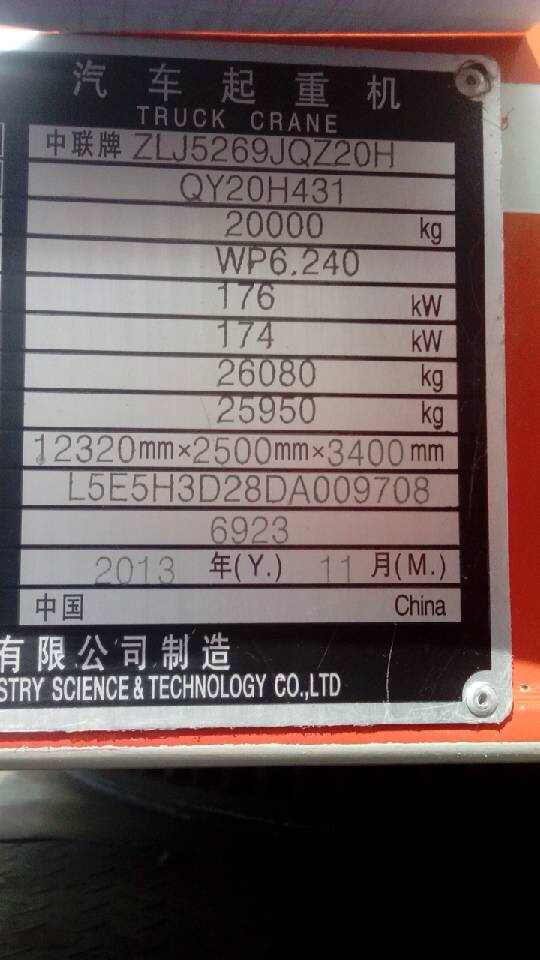 汽车起重机
TRUCK CRANE
中联牌 ZLJ5269JQZ20H
QY20H431
20000 kg
WP6.240
176 kW
174 kW
26080 kg
25950 kg
12320mm×2500mm×3400mm
L5E5H3D28DA009708
6923
2013 年(Y.) 11 月(M.)
中国 China
有限公司制造
STRY SCIENCE & TECHNOLOGY CO.,LTD